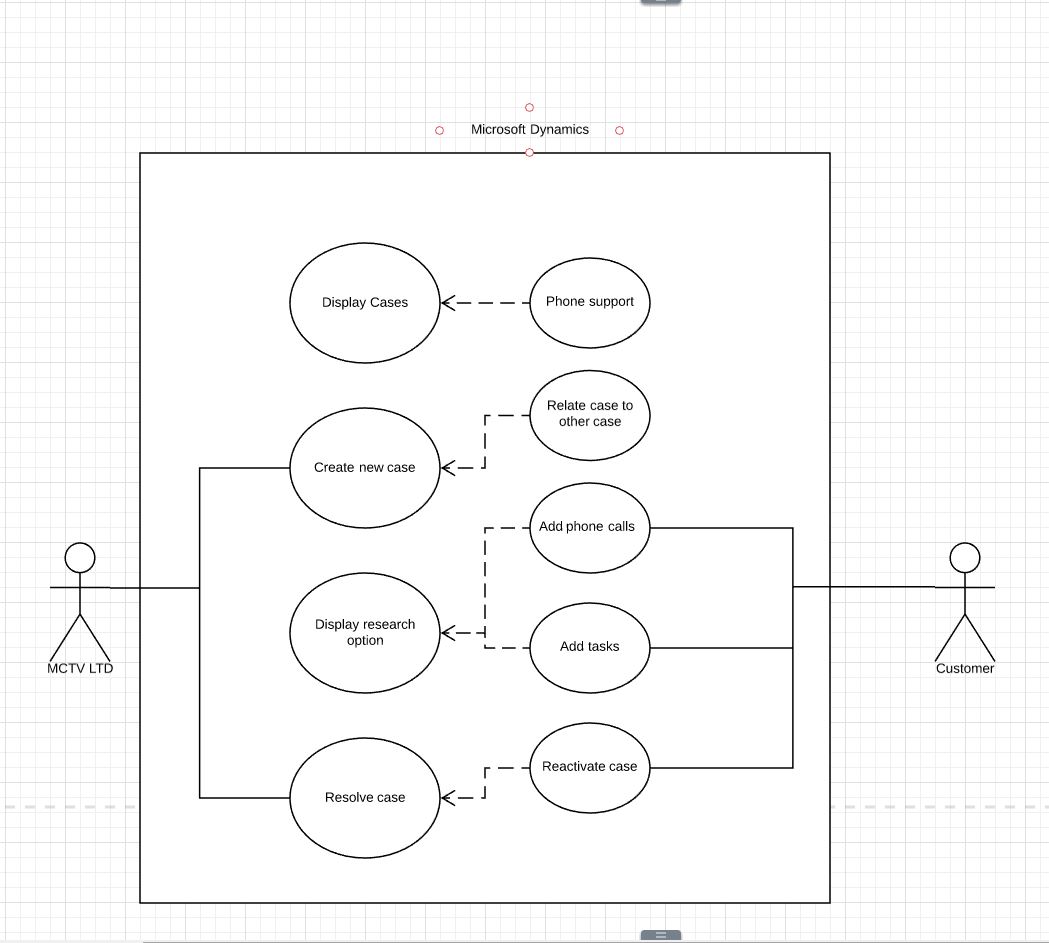 Microsoft Dynamics
Display Cases
Phone support
Relate case to
other case
Create new case
Add phone calls
Display research
option
Add tasks
MCTV LTD
Customer
Reactivate case
Resolve case